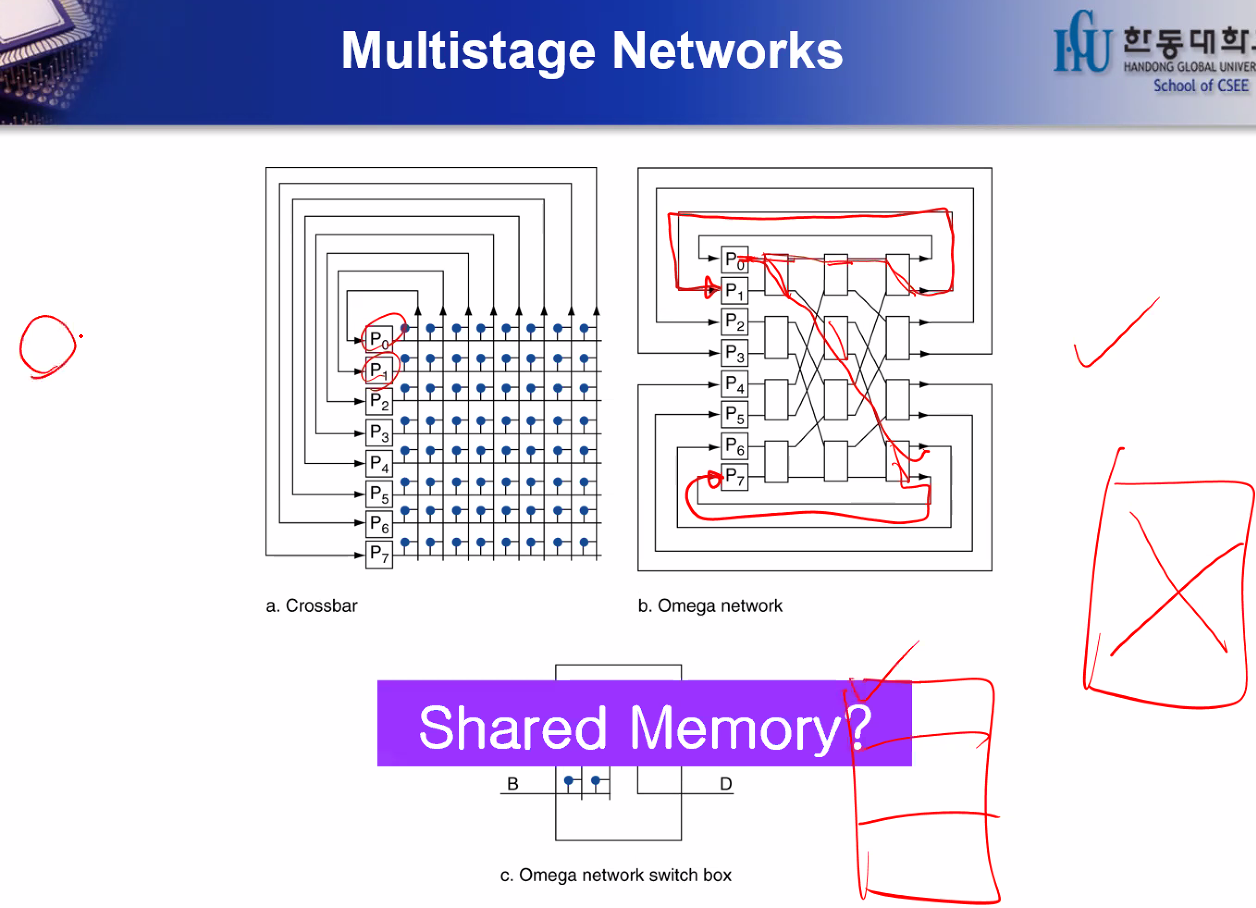 Multistage Networks
한동대학
HANDONG GLOBAL UNIVER
School of CSEE
P0
P1
P2
P3
P4
P5
P6
P7
a. Crossbar
P0
P1
P2
P3
P4
P5
P6
P7
b. Omega network
Shared Memory?
B
D
c. Omega network switch box